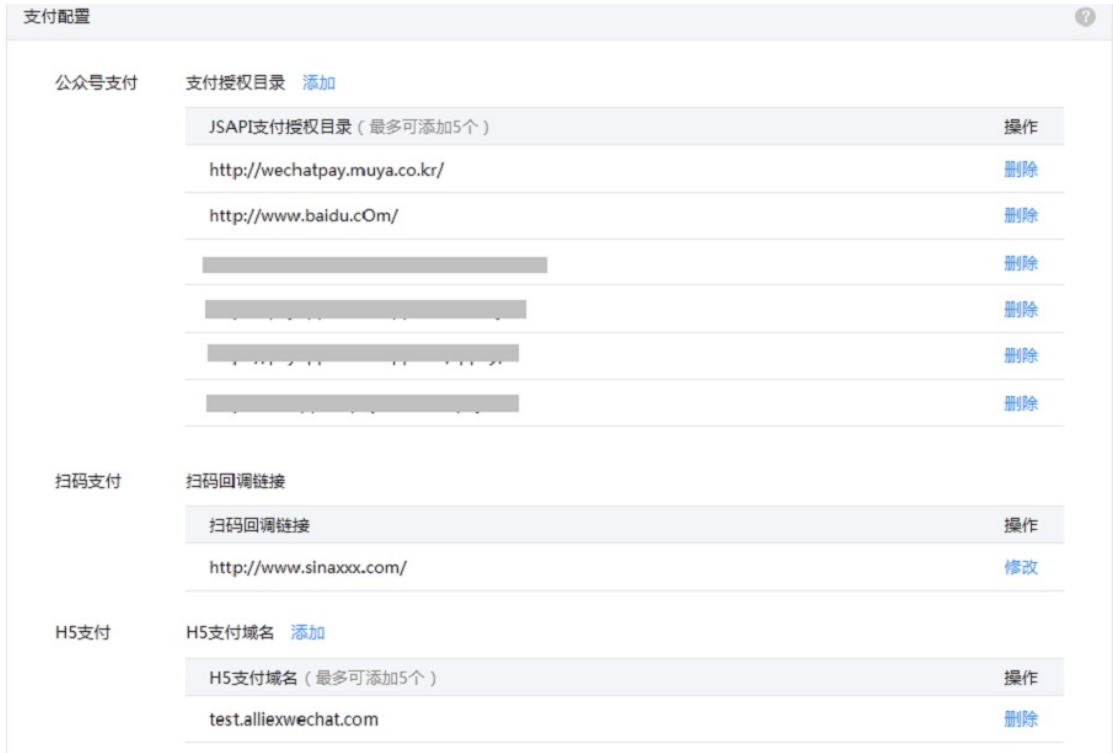 支付配置
?
公众号支付 支付授权目录 添加
JSAPI支付授权目录（最多可添加5个） 操作
http://wechatpay.muya.co.kr/ 删除
http://www.baidu.cOm/ 删除
删除
删除
删除
删除
扫码支付 扫码回调链接
扫码回调链接 操作
http://www.sinaxxx.com/ 修改
H5支付 H5支付域名 添加
H5支付域名（最多可添加5个） 操作
test.alliexwechat.com 删除